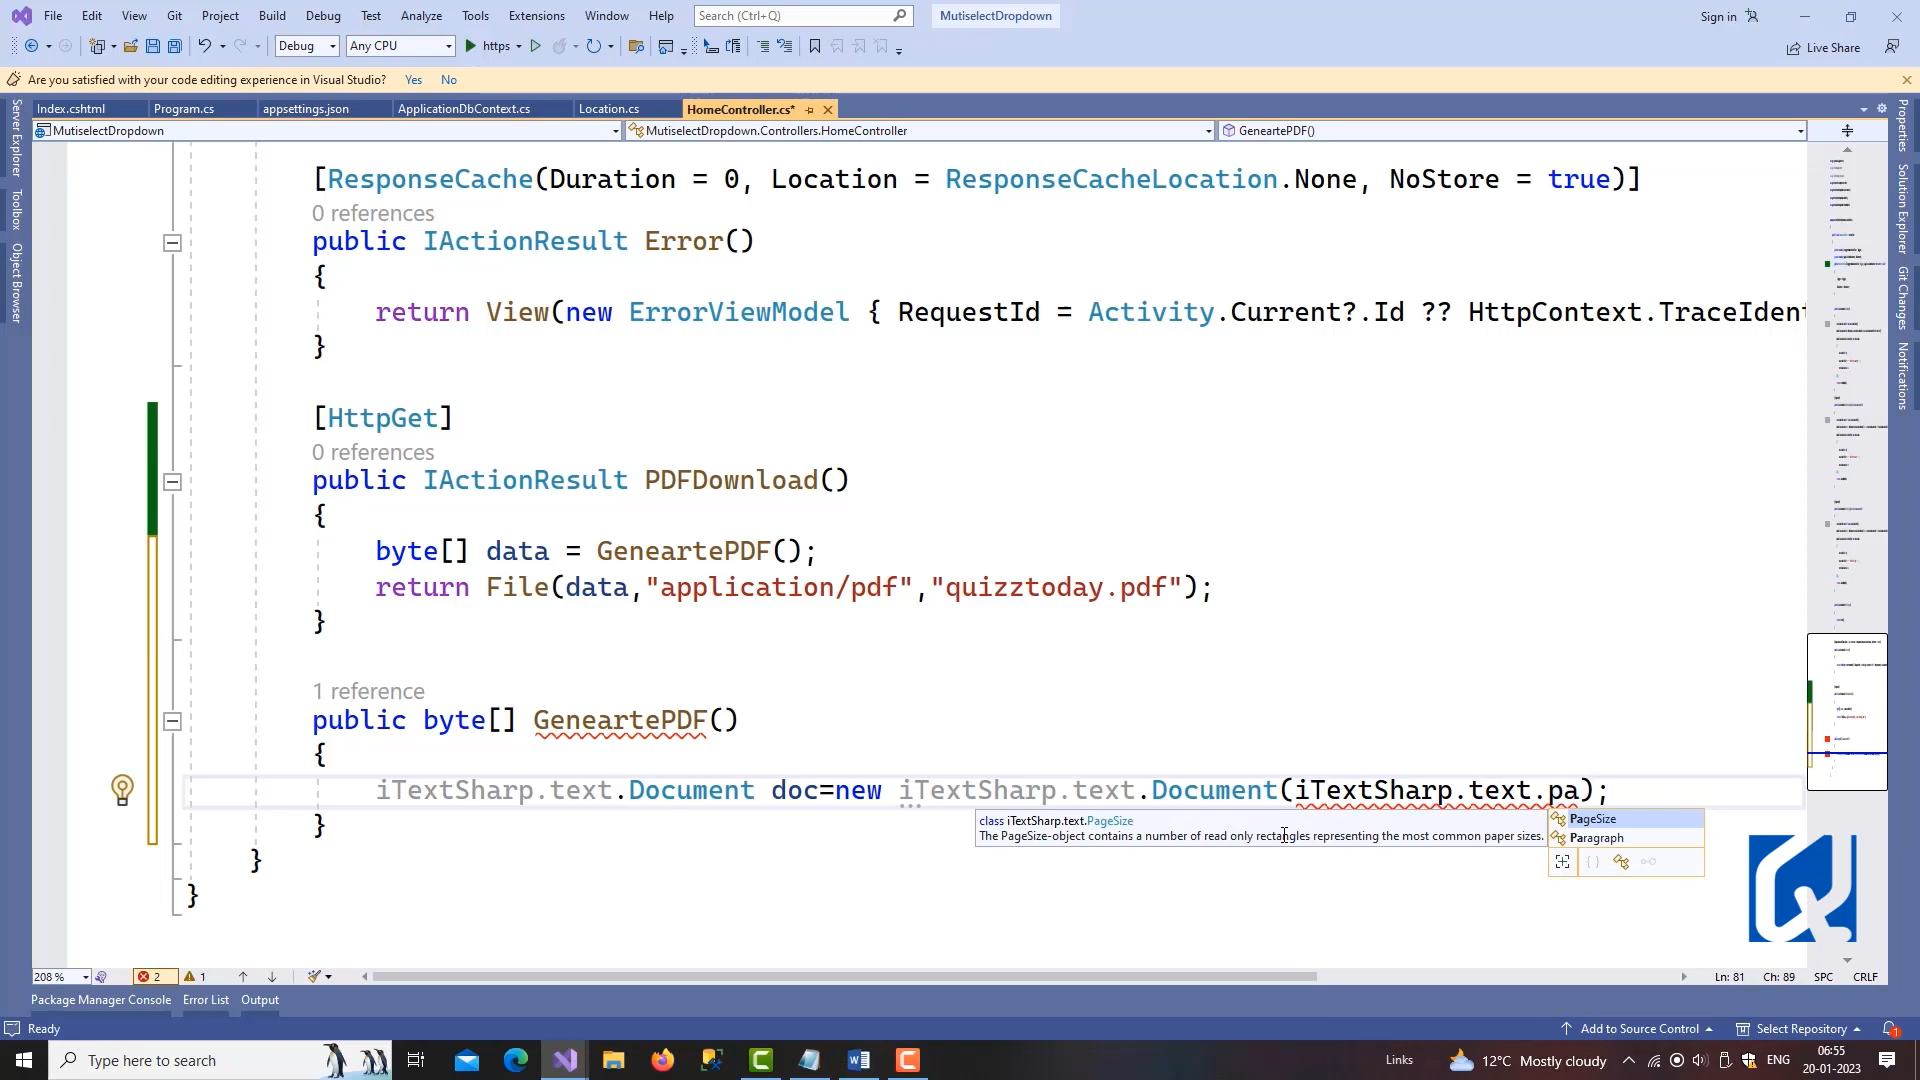 File Edit View Git Project Build Debug Test Analyze Tools Extensions Window Help Search (Ctrl+Q) MutiselectDropdown Sign in
Debug Any CPU https Live Share
Are you satisfied with your code editing experience in Visual Studio? Yes No
Index.cshtml Program.cs appsettings.json ApplicationDbContext.cs Location.cs HomeController.cs*
MutiselectDropdown MutiselectDropdown.Controllers.HomeController GeneartePDF()
Server Explorer
Toolbox
Object Browser
Properties
Solution Explorer
Git Changes
Notifications
[ResponseCache(Duration = 0, Location = ResponseCacheLocation.None, NoStore = true)]
0 references
public IActionResult Error()
{
return View(new ErrorViewModel { RequestId = Activity.Current?.Id ?? HttpContext.TraceIdent
}
[HttpGet]
0 references
public IActionResult PDFDownload()
{
byte[] data = GeneartePDF();
return File(data,"application/pdf","quizztoday.pdf");
}
1 reference
public byte[] GeneartePDF()
{
iTextSharp.text.Document doc=new iTextSharp.text.Document(iTextSharp.text.pa);
class iTextSharp.text.PageSize
The PageSize-object contains a number of read only rectangles representing the most common paper sizes.
PageSize
Paragraph
}
}
}
208 % 2 1 Ln: 81 Ch: 89 SPC CRLF
Package Manager Console Error List Output
Ready Add to Source Control Select Repository 1
Type here to search Links 12°C Mostly cloudy ENG 06:55
20-01-2023